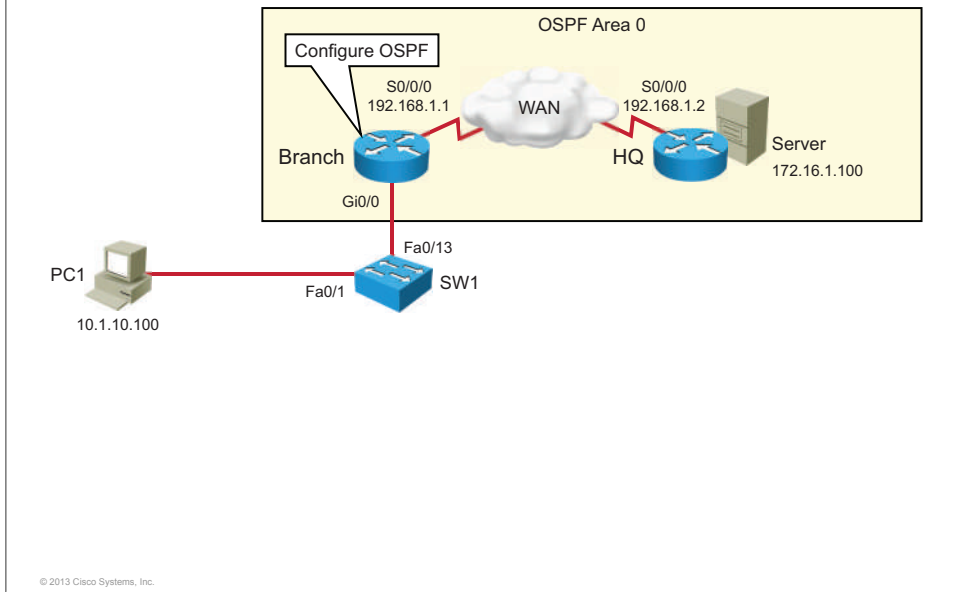 OSPF Area 0
Configure OSPF
S0/0/0
192.168.1.1
WAN
S0/0/0
192.168.1.2
Branch
HQ
Server
172.16.1.100
Gi0/0
Fa0/13
PC1
Fa0/1
SW1
10.1.10.100
© 2013 Cisco Systems, Inc.